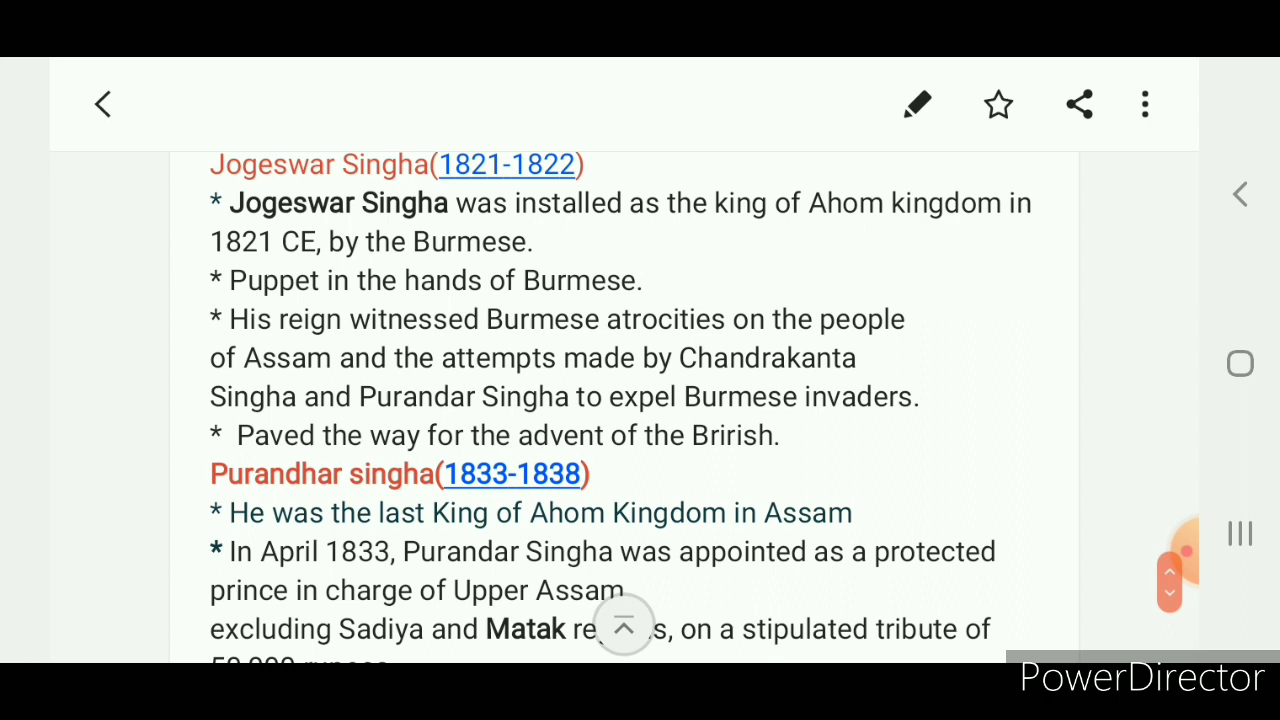 Jogeswar Singha(1821-1822)
* Jogeswar Singha was installed as the king of Ahom kingdom in
1821 CE, by the Burmese.
* Puppet in the hands of Burmese.
* His reign witnessed Burmese atrocities on the people
of Assam and the attempts made by Chandrakanta
Singha and Purandar Singha to expel Burmese invaders.
*  Paved the way for the advent of the Brirish.
Purandhar singha(1833-1838)
* He was the last King of Ahom Kingdom in Assam
* In April 1833, Purandar Singha was appointed as a protected
prince in charge of Upper Assam
excluding Sadiya and Matak on a stipulated tribute of
PowerDirector